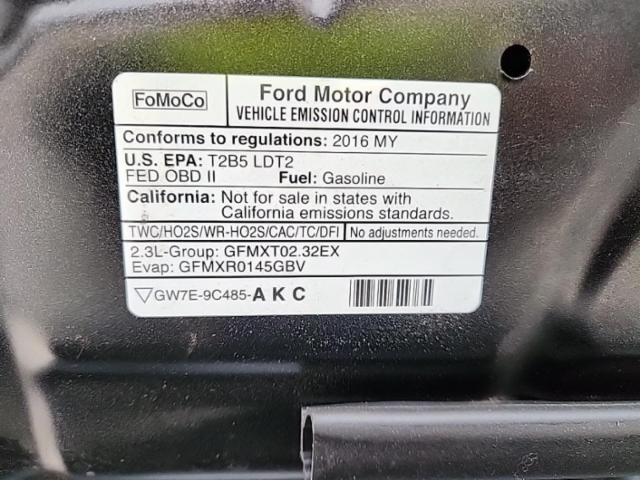 FoMoCo
Ford Motor Company
VEHICLE EMISSION CONTROL INFORMATION
Conforms to regulations: 2016 MY
U.S. EPA: T2B5 LDT2
FED OBD II Fuel: Gasoline
California: Not for sale in states with
California emissions standards.
TWC/HO2S/WR-HO2S/CAC/TC/DFI No adjustments needed.
2.3L-Group: GFMXT02.32EX
Evap: GFMXR0145GBV
GW7E-9C485-A K C